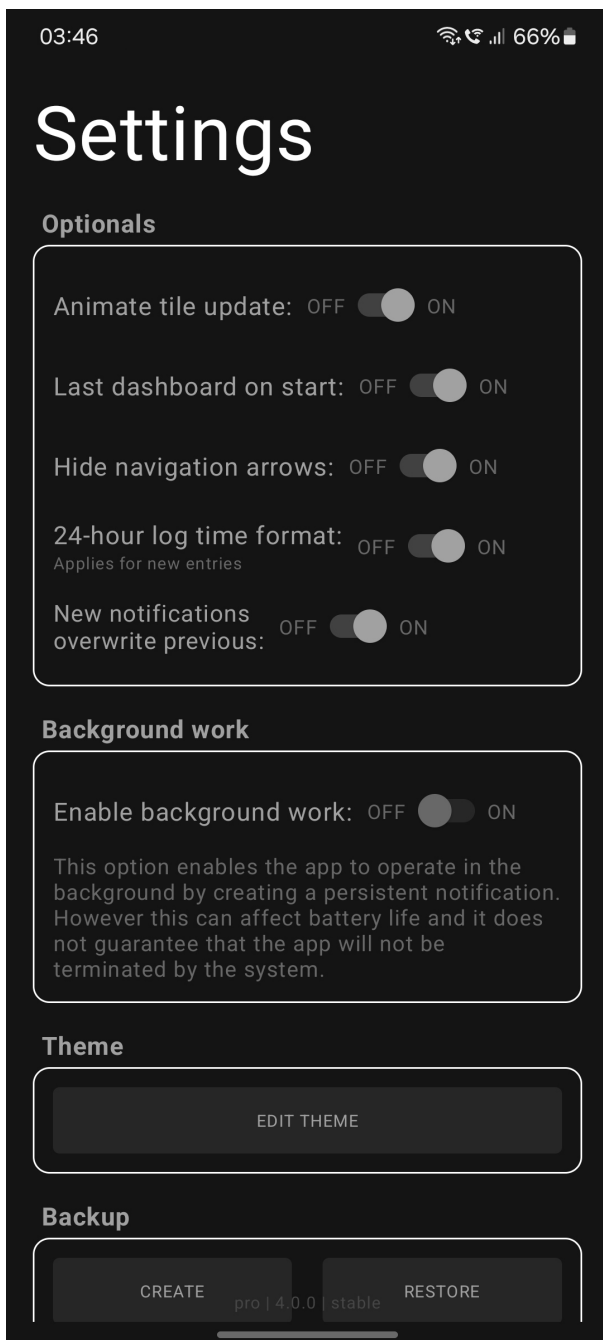 03:46 66%
Settings
Optionals
Animate tile update: OFF ON
Last dashboard on start: OFF ON
Hide navigation arrows: OFF ON
24-hour log time format: OFF ON
Applies for new entries
New notifications
overwrite previous: OFF ON
Background work
Enable background work: OFF ON
This option enables the app to operate in the
background by creating a persistent notification.
However this can affect battery life and it does
not guarantee that the app will not be
terminated by the system.
Theme
EDIT THEME
Backup
CREATE RESTORE
pro | 4.0.0 | stable